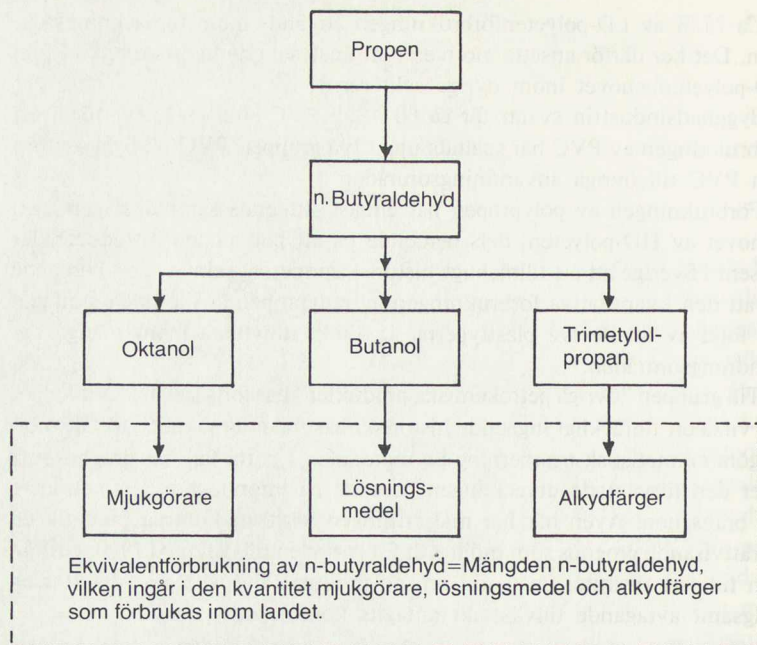 Propen
n. Butyraldehyd
Oktanol
Butanol
Trimetylol-
propan
Mjukgörare
Lösnings-
medel
Alkydfärger
Ekvivalentförbrukning av n-butyraldehyd=Mängden n-butyraldehyd,
vilken ingår i den kvantitet mjukgörare, lösningsmedel och alkydfärger
som förbrukas inom landet.